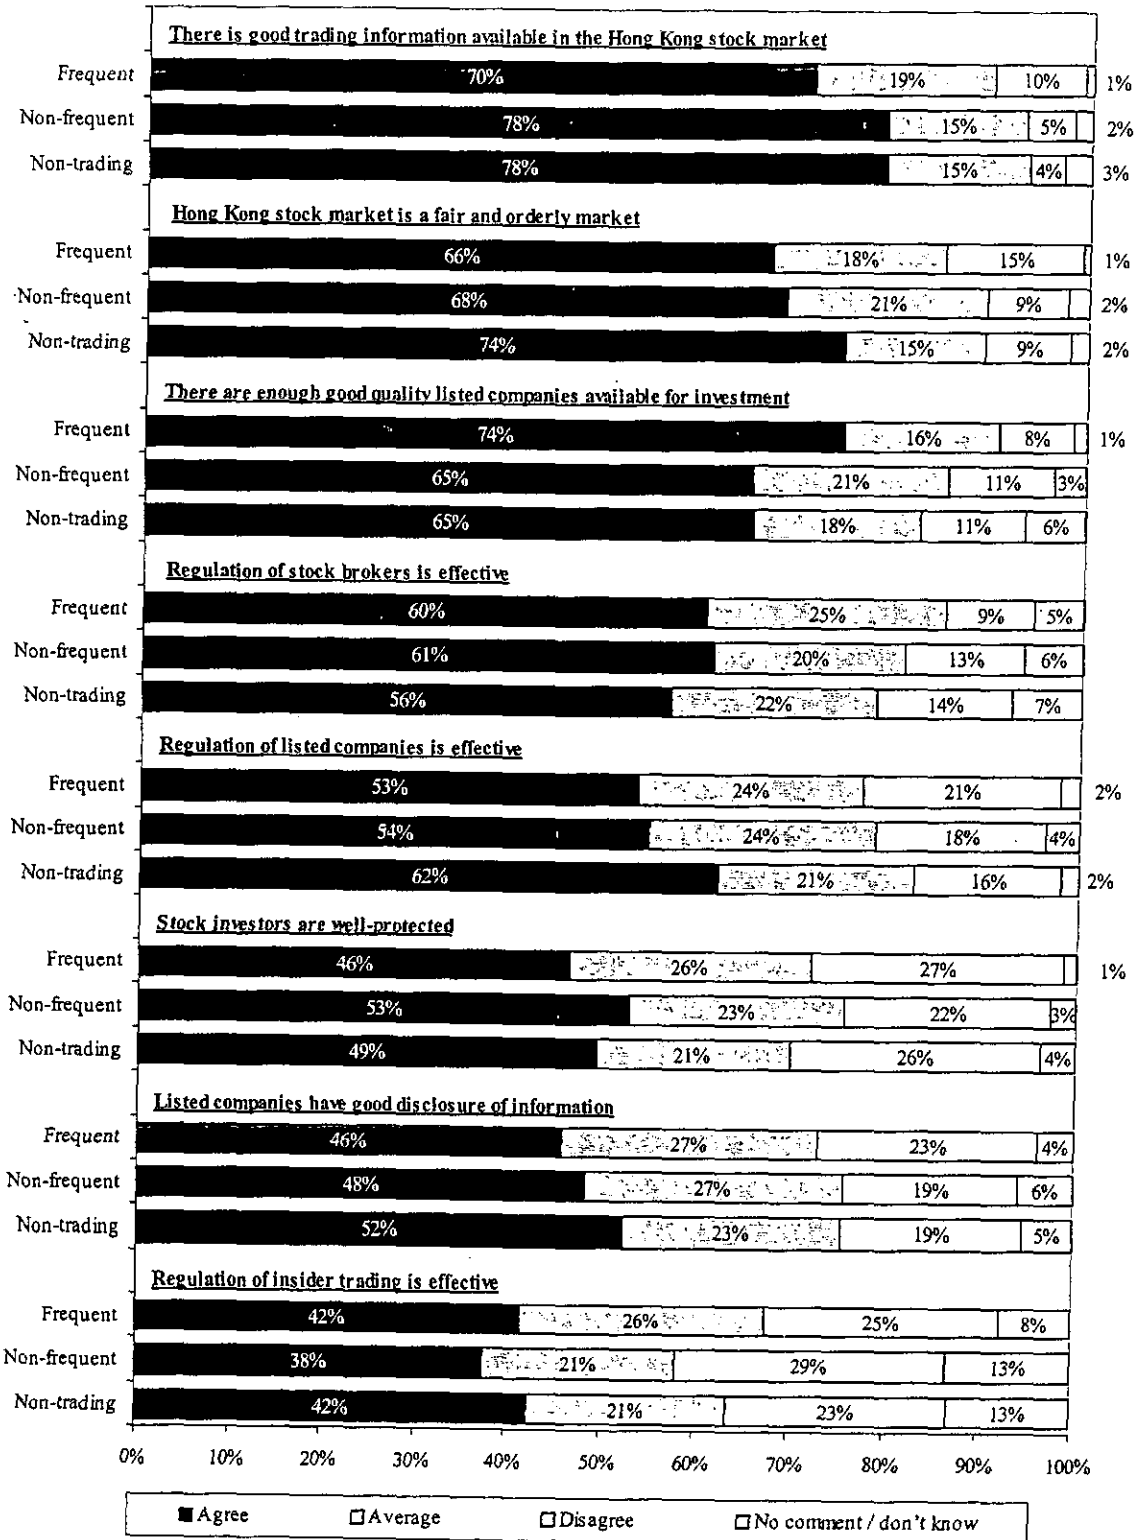 There is good trading information available in the Hong Kong stock market
Frequent 70% 19% 10% 1%
Non-frequent 78% 15% 5% 2%
Non-trading 78% 15% 4% 3%
Hong Kong stock market is a fair and orderly market
Frequent 66% 18% 15% 1%
Non-frequent 68% 21% 9% 2%
Non-trading 74% 15% 9% 2%
There are enough good quality listed companies available for investment
Frequent 74% 16% 8% 1%
Non-frequent 65% 21% 11% 3%
Non-trading 65% 18% 11% 6%
Regulation of stock brokers is effective
Frequent 60% 25% 9% 5%
Non-frequent 61% 20% 13% 6%
Non-trading 56% 22% 14% 7%
Regulation of listed companies is effective
Frequent 53% 24% 21% 2%
Non-frequent 54% 24% 18% 4%
Non-trading 62% 21% 16% 2%
Stock investors are well-protected
Frequent 46% 26% 27% 1%
Non-frequent 53% 23% 22% 3%
Non-trading 49% 21% 26% 4%
Listed companies have good disclosure of information
Frequent 46% 27% 23% 4%
Non-frequent 48% 27% 19% 6%
Non-trading 52% 23% 19% 5%
Regulation of insider trading is effective
Frequent 42% 26% 25% 8%
Non-frequent 38% 21% 29% 13%
Non-trading 42% 21% 23% 13%
0% 10% 20% 30% 40% 50% 60% 70% 80% 90% 100%
Agree Average Disagree No comment / don't know